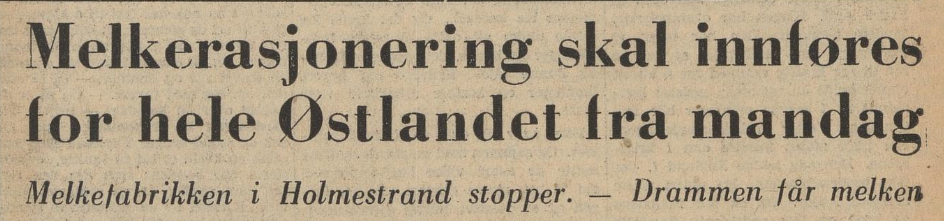 Melkerasjonering skal innføres
for hele Østlandet fra mandag
Melkefabrikken i Holmestrand stopper. — Drammen får melken